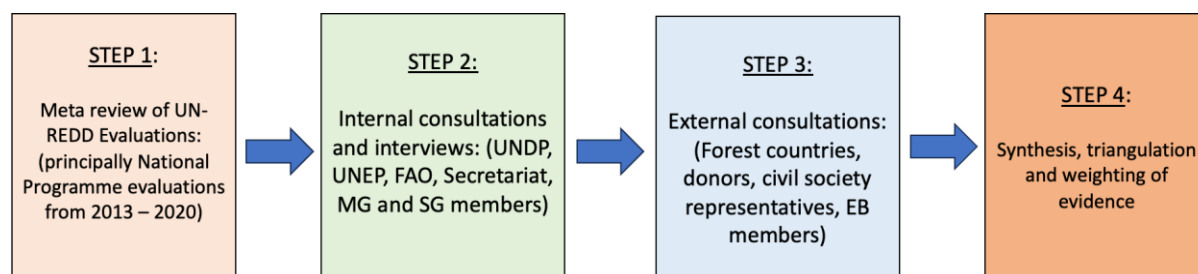 STEP 1:
Meta review of UN-
REDD Evaluations:
(principally National
Programme evaluations
from 2013 – 2020)
STEP 2:
Internal consultations
and interviews: (UNDP,
UNEP, FAO, Secretariat,
MG and SG members)
STEP 3:
External consultations:
(Forest countries,
donors, civil society
representatives, EB
members)
STEP 4:
Synthesis, triangulation
and weighting of
evidence